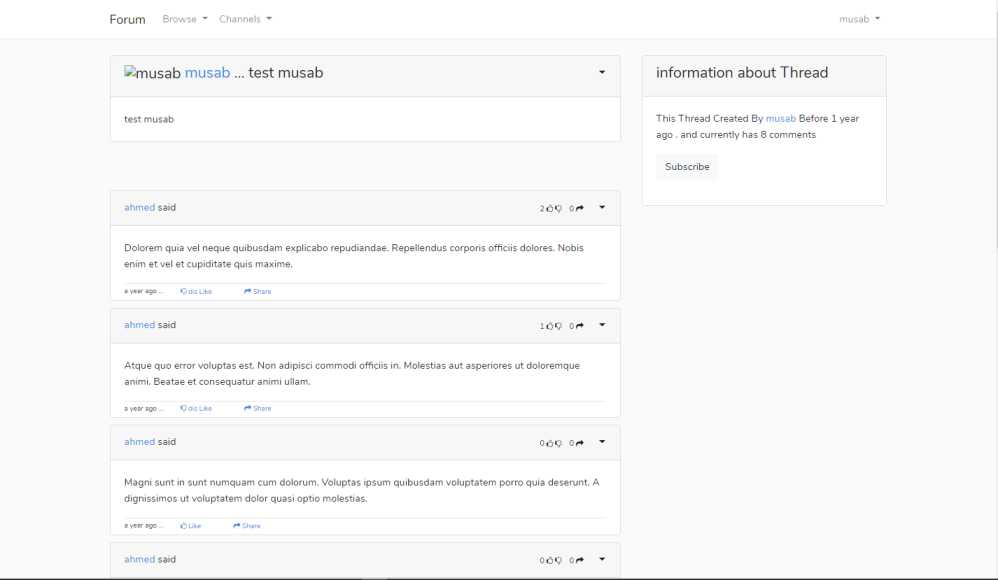 Forum Browse Channels musab
musab musab ... test musab
test musab
information about Thread
This Thread Created By musab Before 1 year
ago . and currently has 8 comments
Subscribe
ahmed said 2 0
Dolorem quia vel neque quibusdam explicabo repudiandae. Repellendus corporis officiis dolores. Nobis
enim et vel et cupiditate quis maxime.
a year ago ... dis Like Share
ahmed said 1 0
Atque quo error voluptas est. Non adipisci commodi officiis in. Molestias aut asperiores ut doloremque
animi. Beatae et consequatur animi ullam.
a year ago ... dis Like Share
ahmed said 0 0
Magni sunt in sunt numquam cum dolorum. Voluptas ipsum quibusdam voluptatem porro quia deserunt. A
dignissimos ut voluptatem dolor quasi optio molestias.
a year ago ... Like Share
ahmed said 0 0